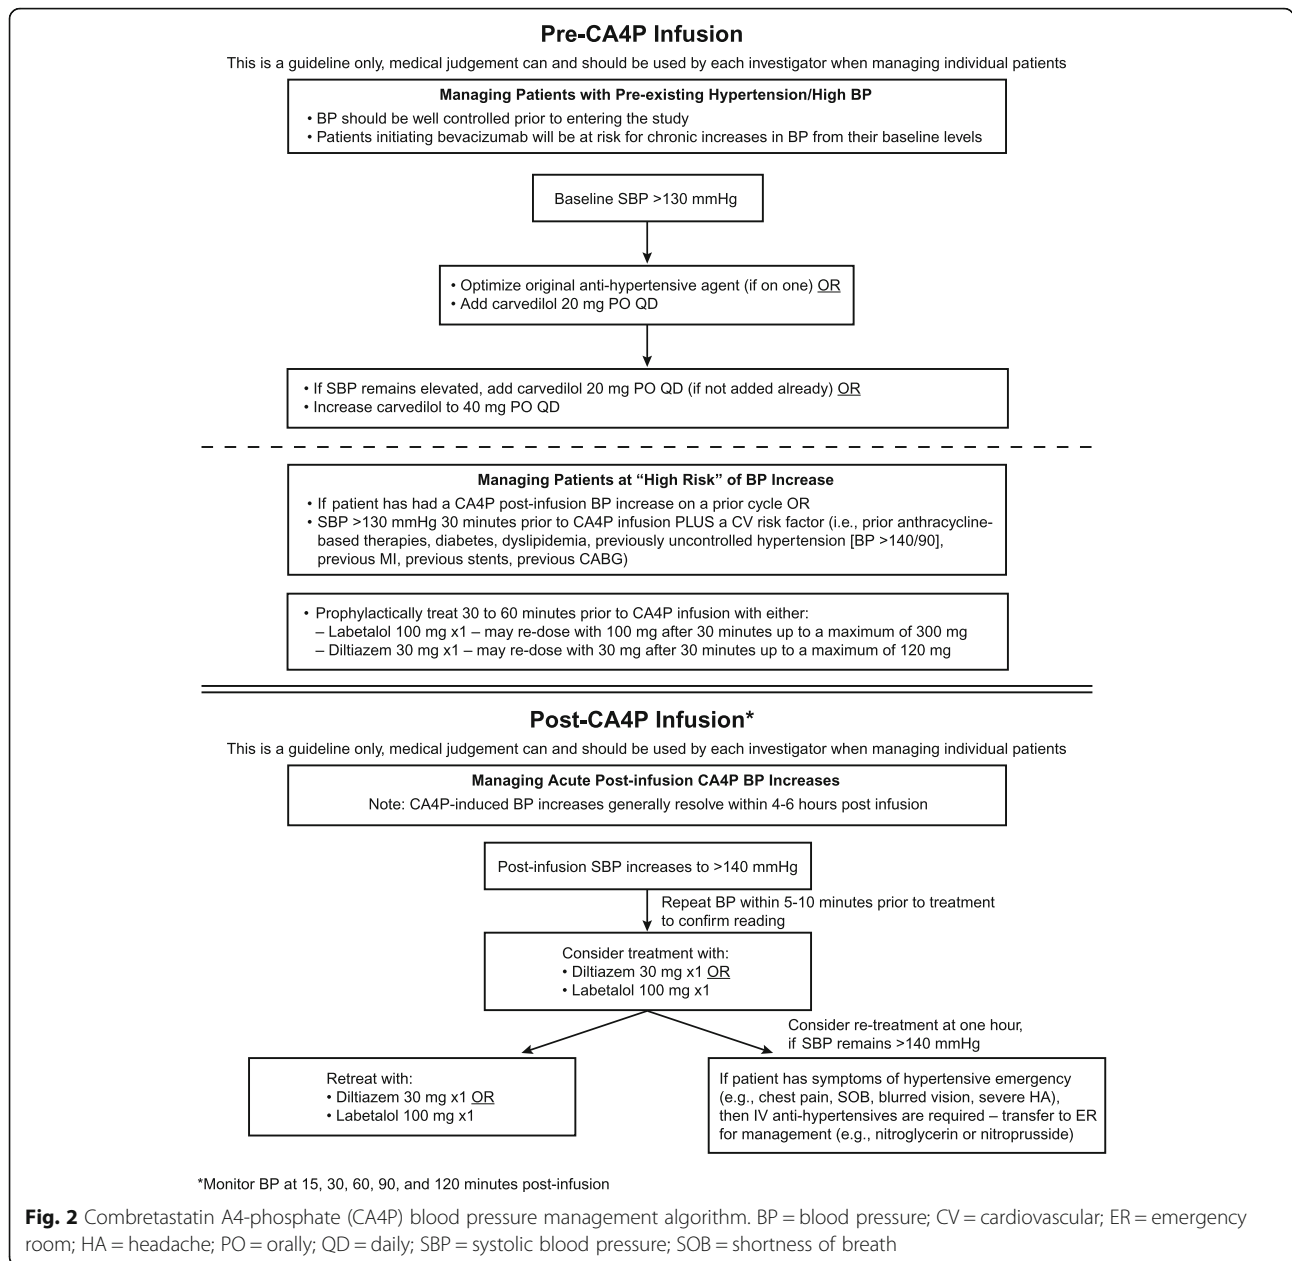 Pre-CA4P Infusion
This is a guideline only, medical judgement can and should be used by each investigator when managing individual patients
Managing Patients with Pre-existing Hypertension/High BP
• BP should be well controlled prior to entering the study
• Patients initiating bevacizumab will be at risk for chronic increases in BP from their baseline levels
Baseline SBP >130 mmHg
• Optimize original anti-hypertensive agent (if on one) OR
• Add carvedilol 20 mg PO QD
• If SBP remains elevated, add carvedilol 20 mg PO QD (if not added already) OR
• Increase carvedilol to 40 mg PO QD
Managing Patients at “High Risk” of BP Increase
• If patient has had a CA4P post-infusion BP increase on a prior cycle OR
• SBP >130 mmHg 30 minutes prior to CA4P infusion PLUS a CV risk factor (i.e., prior anthracycline-
based therapies, diabetes, dyslipidemia, previously uncontrolled hypertension [BP >140/90],
previous MI, previous stents, previous CABG)
• Prophylactically treat 30 to 60 minutes prior to CA4P infusion with either:
– Labetalol 100 mg x1 – may re-dose with 100 mg after 30 minutes up to a maximum of 300 mg
– Diltiazem 30 mg x1 – may re-dose with 30 mg after 30 minutes up to a maximum of 120 mg
Post-CA4P Infusion*
This is a guideline only, medical judgement can and should be used by each investigator when managing individual patients
Managing Acute Post-infusion CA4P BP Increases
Note: CA4P-induced BP increases generally resolve within 4-6 hours post infusion
Post-infusion SBP increases to >140 mmHg
Repeat BP within 5-10 minutes prior to treatment
to confirm reading
Consider treatment with:
• Diltiazem 30 mg x1 OR
• Labetalol 100 mg x1
Consider re-treatment at one hour,
if SBP remains >140 mmHg
Retreat with:
• Diltiazem 30 mg x1 OR
• Labetalol 100 mg x1
If patient has symptoms of hypertensive emergency
(e.g., chest pain, SOB, blurred vision, severe HA),
then IV anti-hypertensives are required – transfer to ER
for management (e.g., nitroglycerin or nitroprusside)
*Monitor BP at 15, 30, 60, 90, and 120 minutes post-infusion
Fig. 2 Combretastatin A4-phosphate (CA4P) blood pressure management algorithm. BP = blood pressure; CV = cardiovascular; ER = emergency
room; HA = headache; PO = orally; QD = daily; SBP = systolic blood pressure; SOB = shortness of breath